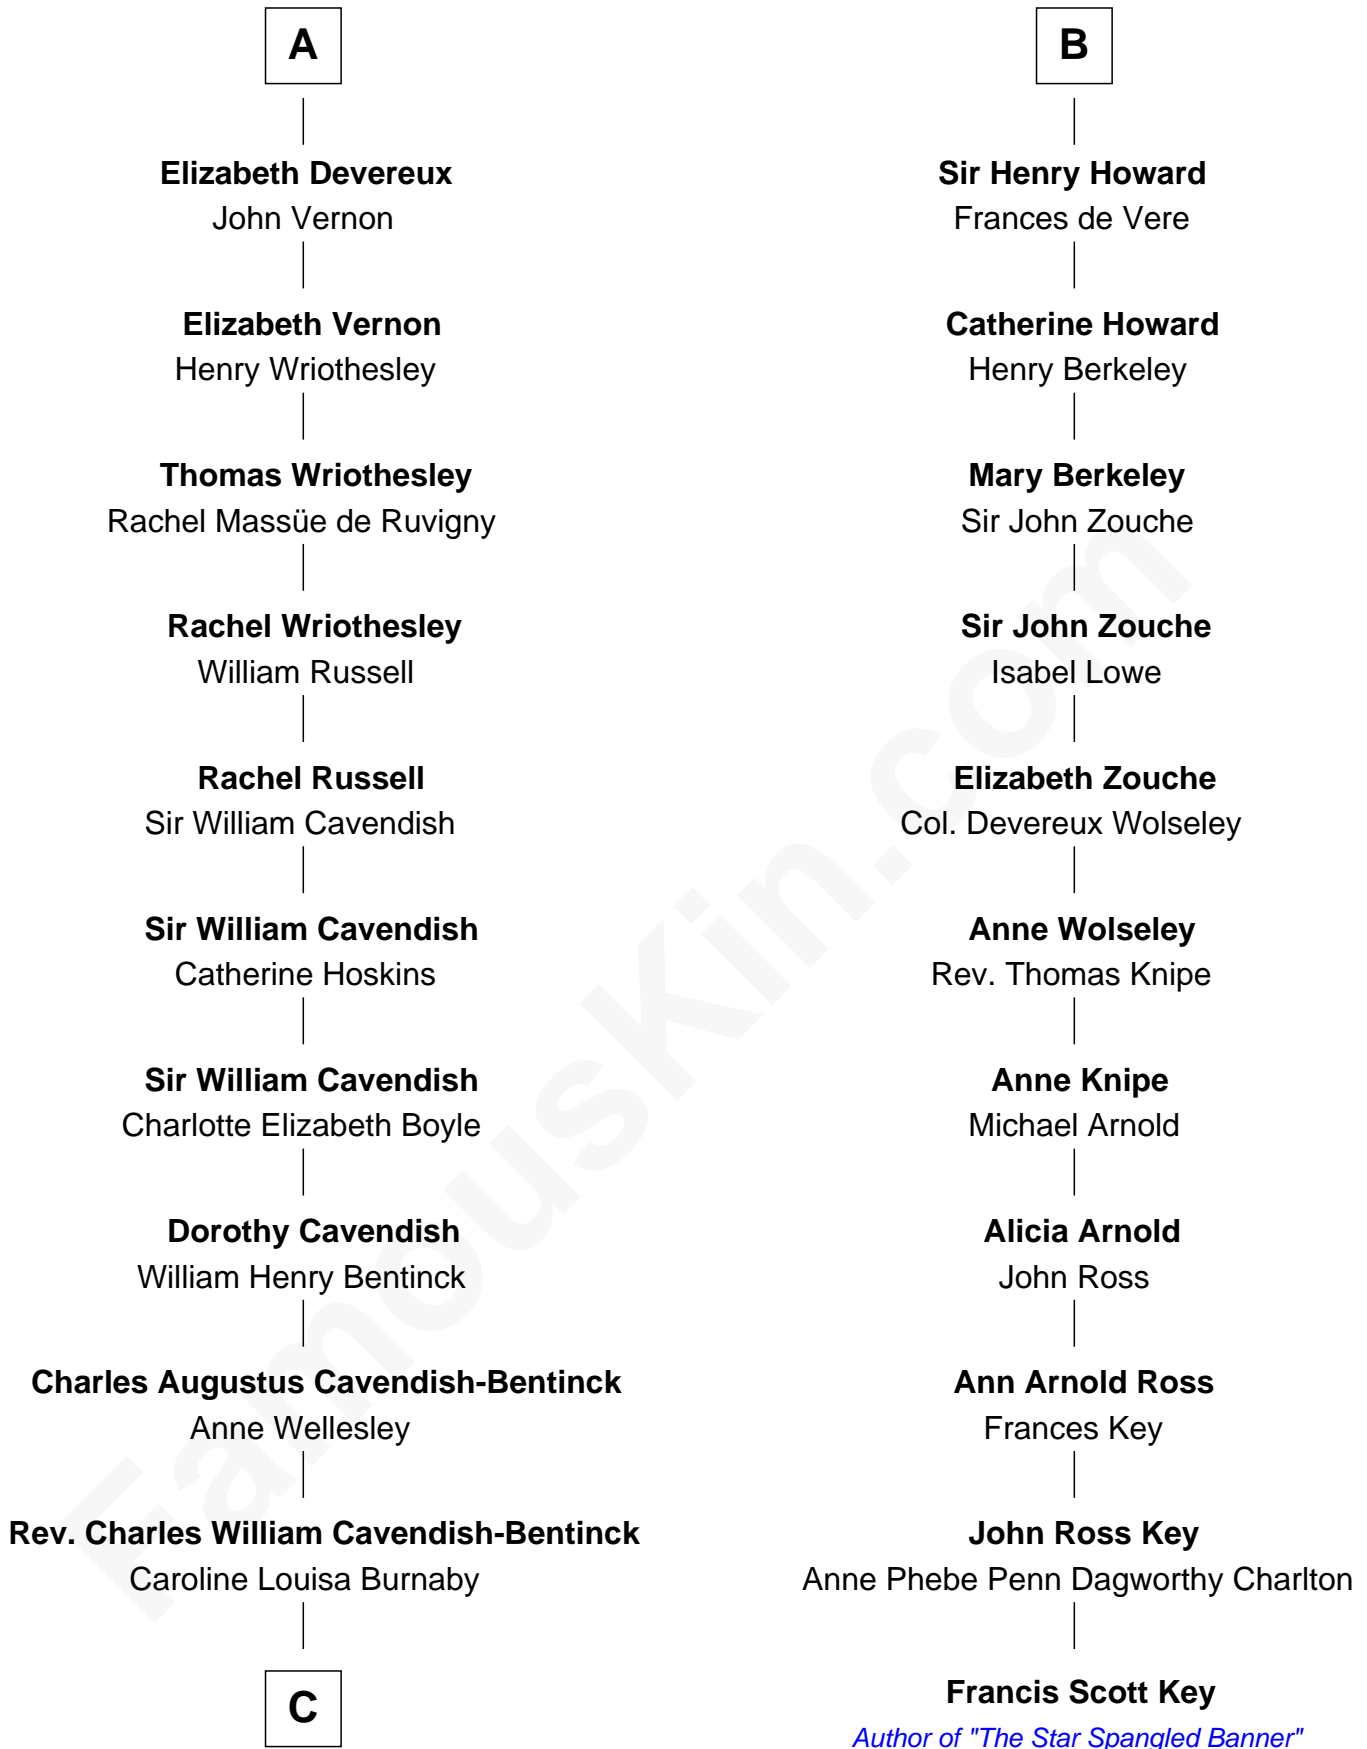 A
Elizabeth Devereux
John Vernon
Elizabeth Vernon
Henry Wriothesley
Thomas Wriothesley
Rachel Massüe de Ruvigny
Rachel Wriothesley
William Russell
Rachel Russell
Sir William Cavendish
Sir William Cavendish
Catherine Hoskins
Sir William Cavendish
Charlotte Elizabeth Boyle
Dorothy Cavendish
William Henry Bentinck
Charles Augustus Cavendish-Bentinck
Anne Wellesley
Rev. Charles William Cavendish-Bentinck
Caroline Louisa Burnaby
C
B
Sir Henry Howard
Frances de Vere
Catherine Howard
Henry Berkeley
Mary Berkeley
Sir John Zouche
Sir John Zouche
Isabel Lowe
Elizabeth Zouche
Col. Devereux Wolseley
Anne Wolseley
Rev. Thomas Knipe
Anne Knipe
Michael Arnold
Alicia Arnold
John Ross
Ann Arnold Ross
Frances Key
John Ross Key
Anne Phebe Penn Dagworthy Charlton
Francis Scott Key
Author of "The Star Spangled Banner"
FamousKin.com